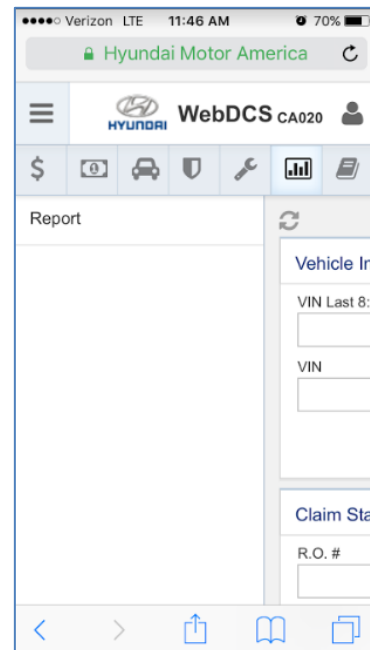 Verizon LTE 11:46 AM 70%
Hyundai Motor America
HYUNDAI WebDCS CA020
$
Report
Vehicle In
VIN Last 8:
VIN
Claim Sta
R.O. #